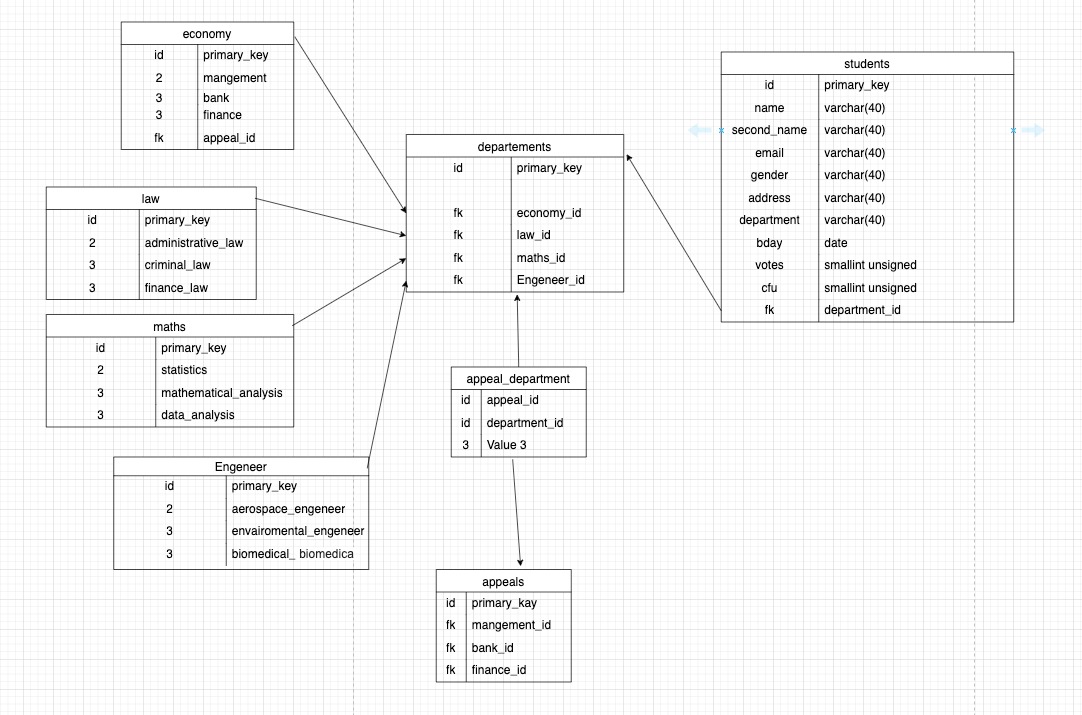 economy
id primary_key
2 mangement
3 bank
3 finance
fk appeal_id
students
id primary_key
name varchar(40)
second_name varchar(40)
email varchar(40)
gender varchar(40)
address varchar(40)
department varchar(40)
bday date
votes smallint unsigned
cfu smallint unsigned
fk department_id
departements
id primary_key
fk economy_id
fk law_id
fk maths_id
fk Engeneer_id
law
id primary_key
2 administrative_law
3 criminal_law
3 finance_law
maths
id primary_key
2 statistics
3 mathematical_analysis
3 data_analysis
appeal_department
id appeal_id
id department_id
3 Value 3
Engeneer
id primary_key
2 aerospace_engeneer
3 envairomental_engeneer
3 biomedical_ biomedica
appeals
id primary_kay
fk mangement_id
fk bank_id
fk finance_id